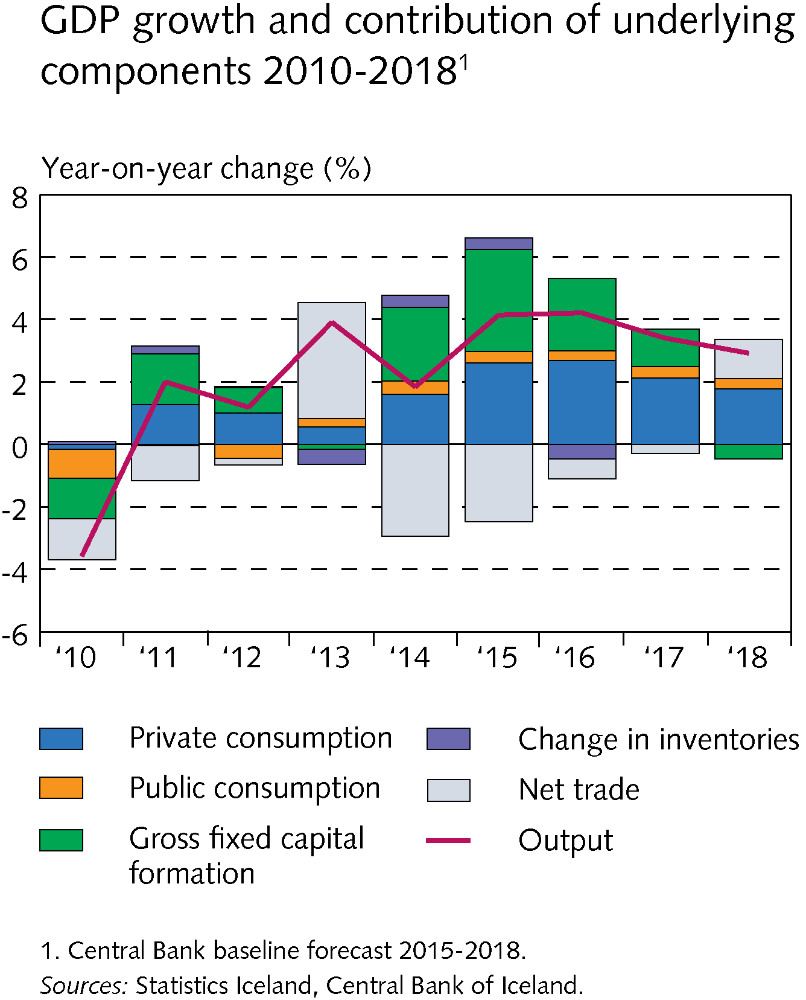 GDP growth and contribution of underlying
components 2010-2018¹
Year-on-year change (%)
8
6
4
2
0
-2
-4
-6
‘10 ‘11 ‘12 ‘13 ‘14 ‘15 ‘16 ‘17 ‘18
Private consumption
Public consumption
Gross fixed capital
formation
Change in inventories
Net trade
Output
1. Central Bank baseline forecast 2015-2018.
Sources: Statistics Iceland, Central Bank of Iceland.